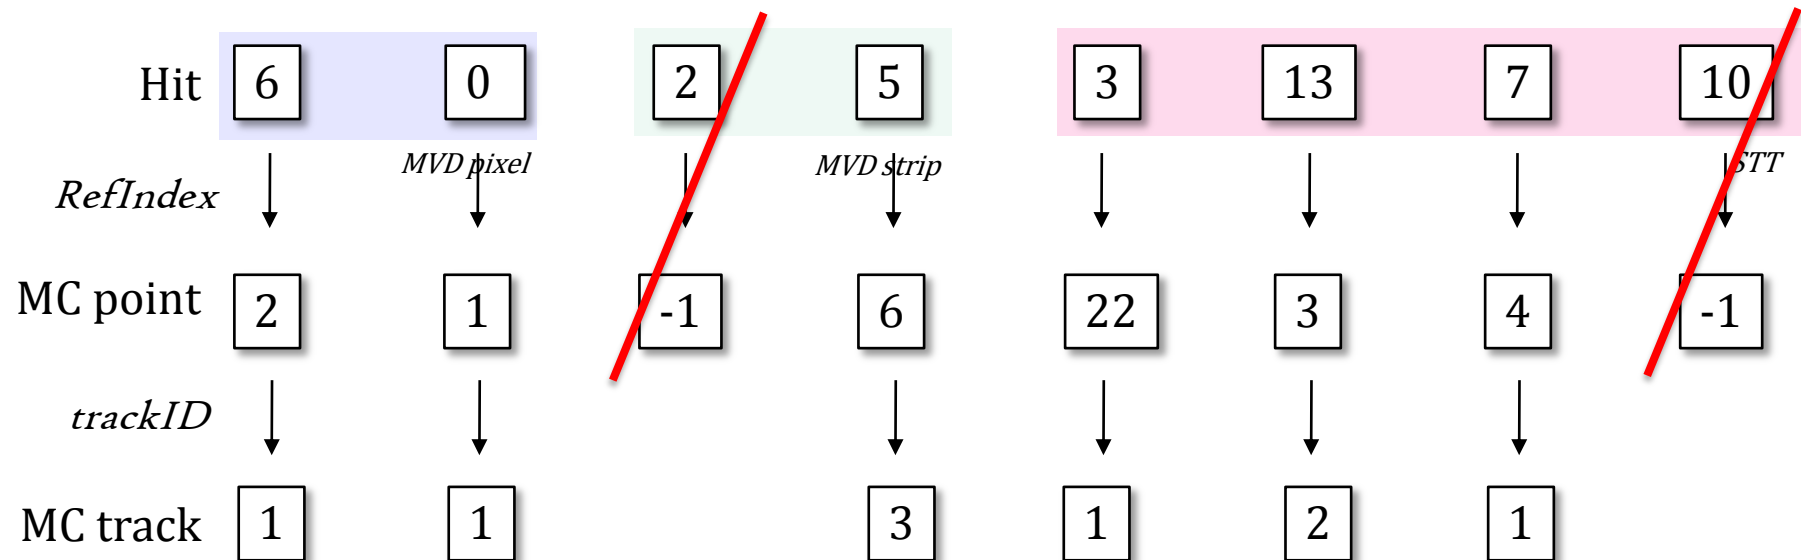 Hit 6 0 2 5 3 13 7 10
MVD pixel MVD strip STT
RefIndex
MC point 2 1 -1 6 22 3 4 -1
trackID
MC track 1 1 3 1 2 1